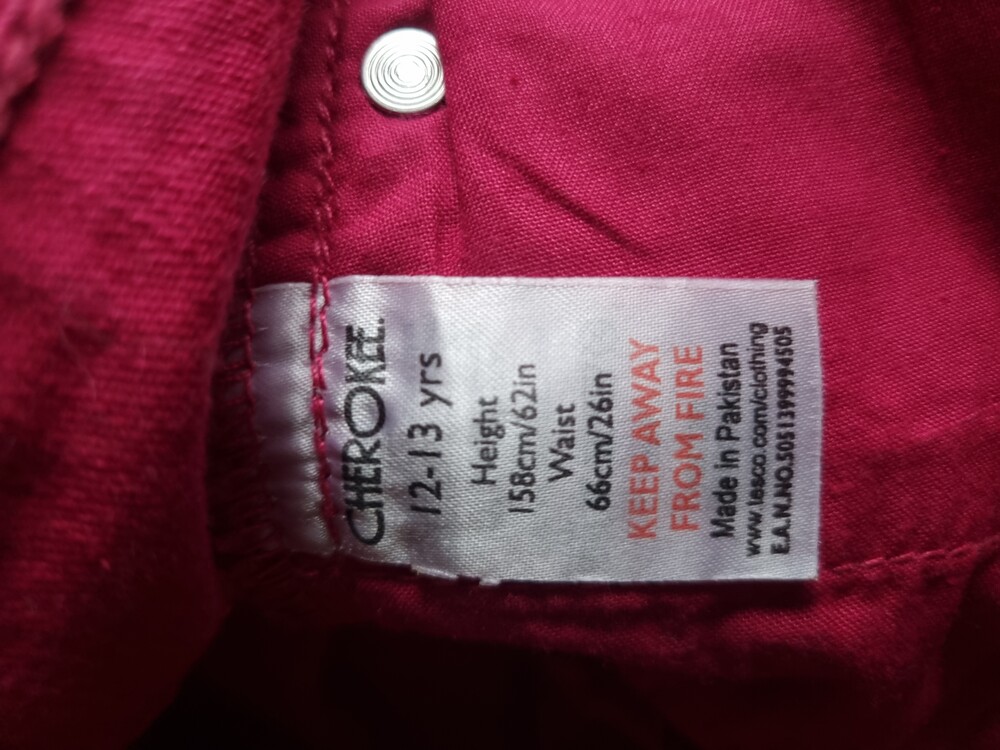 CHEROKEE.
12-13 yrs
Height
158cm/62in
Waist
66cm/26in
KEEP AWAY
FROM FIRE
Made in Pakistan
www.tesco.com/clothing
E.A.N.NO.5051399994505